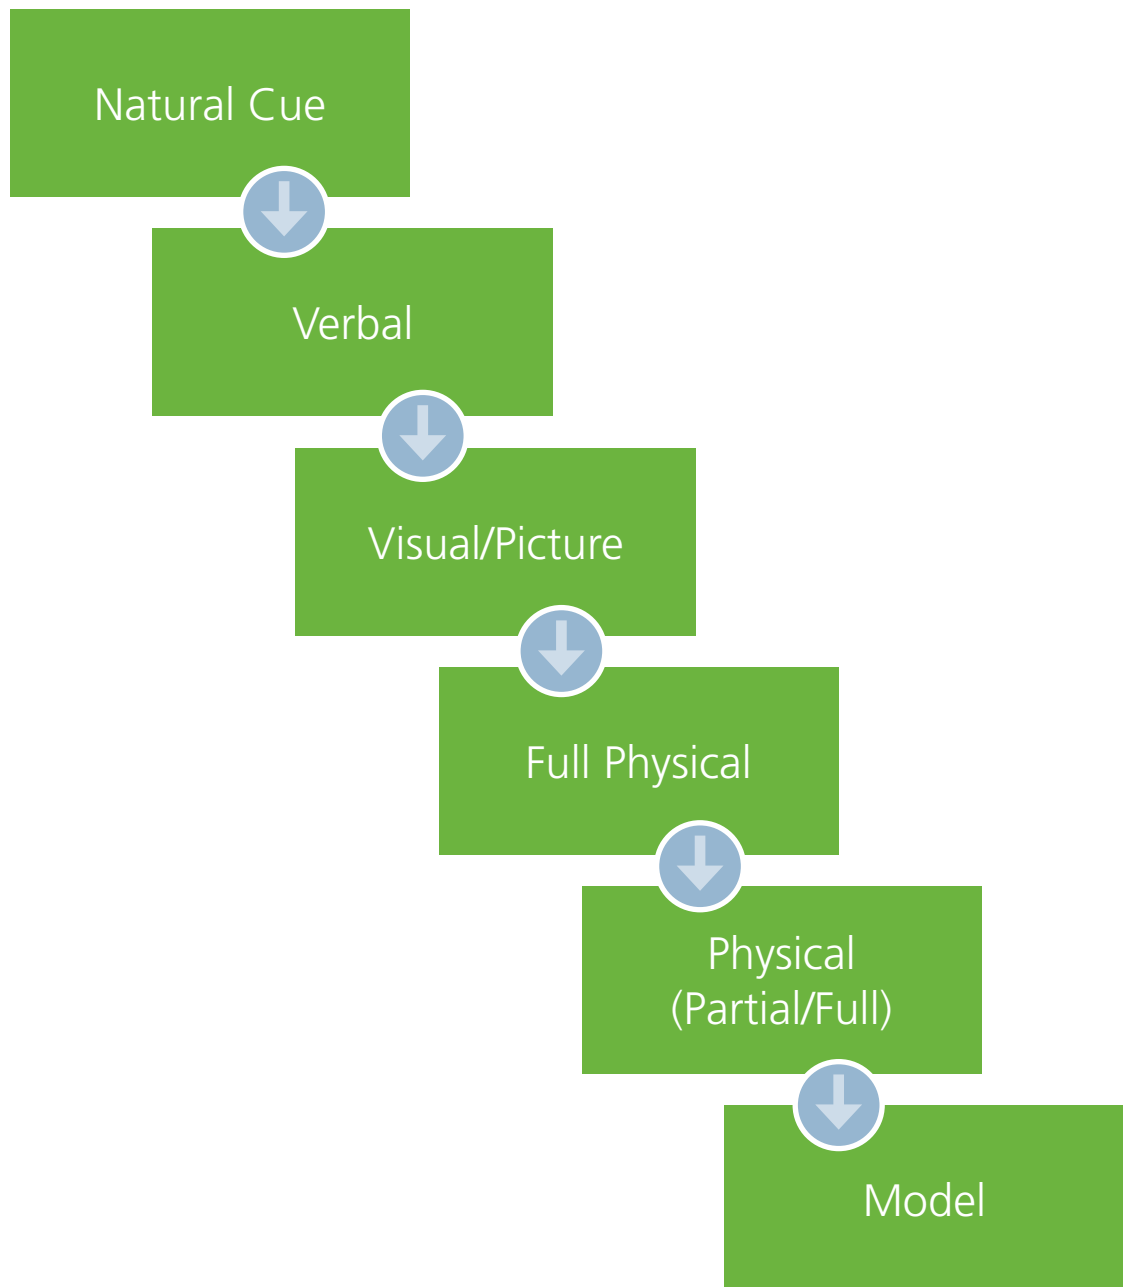 Natural Cue
Verbal
Visual/Picture
Full Physical
Physical
(Partial/Full)
Model